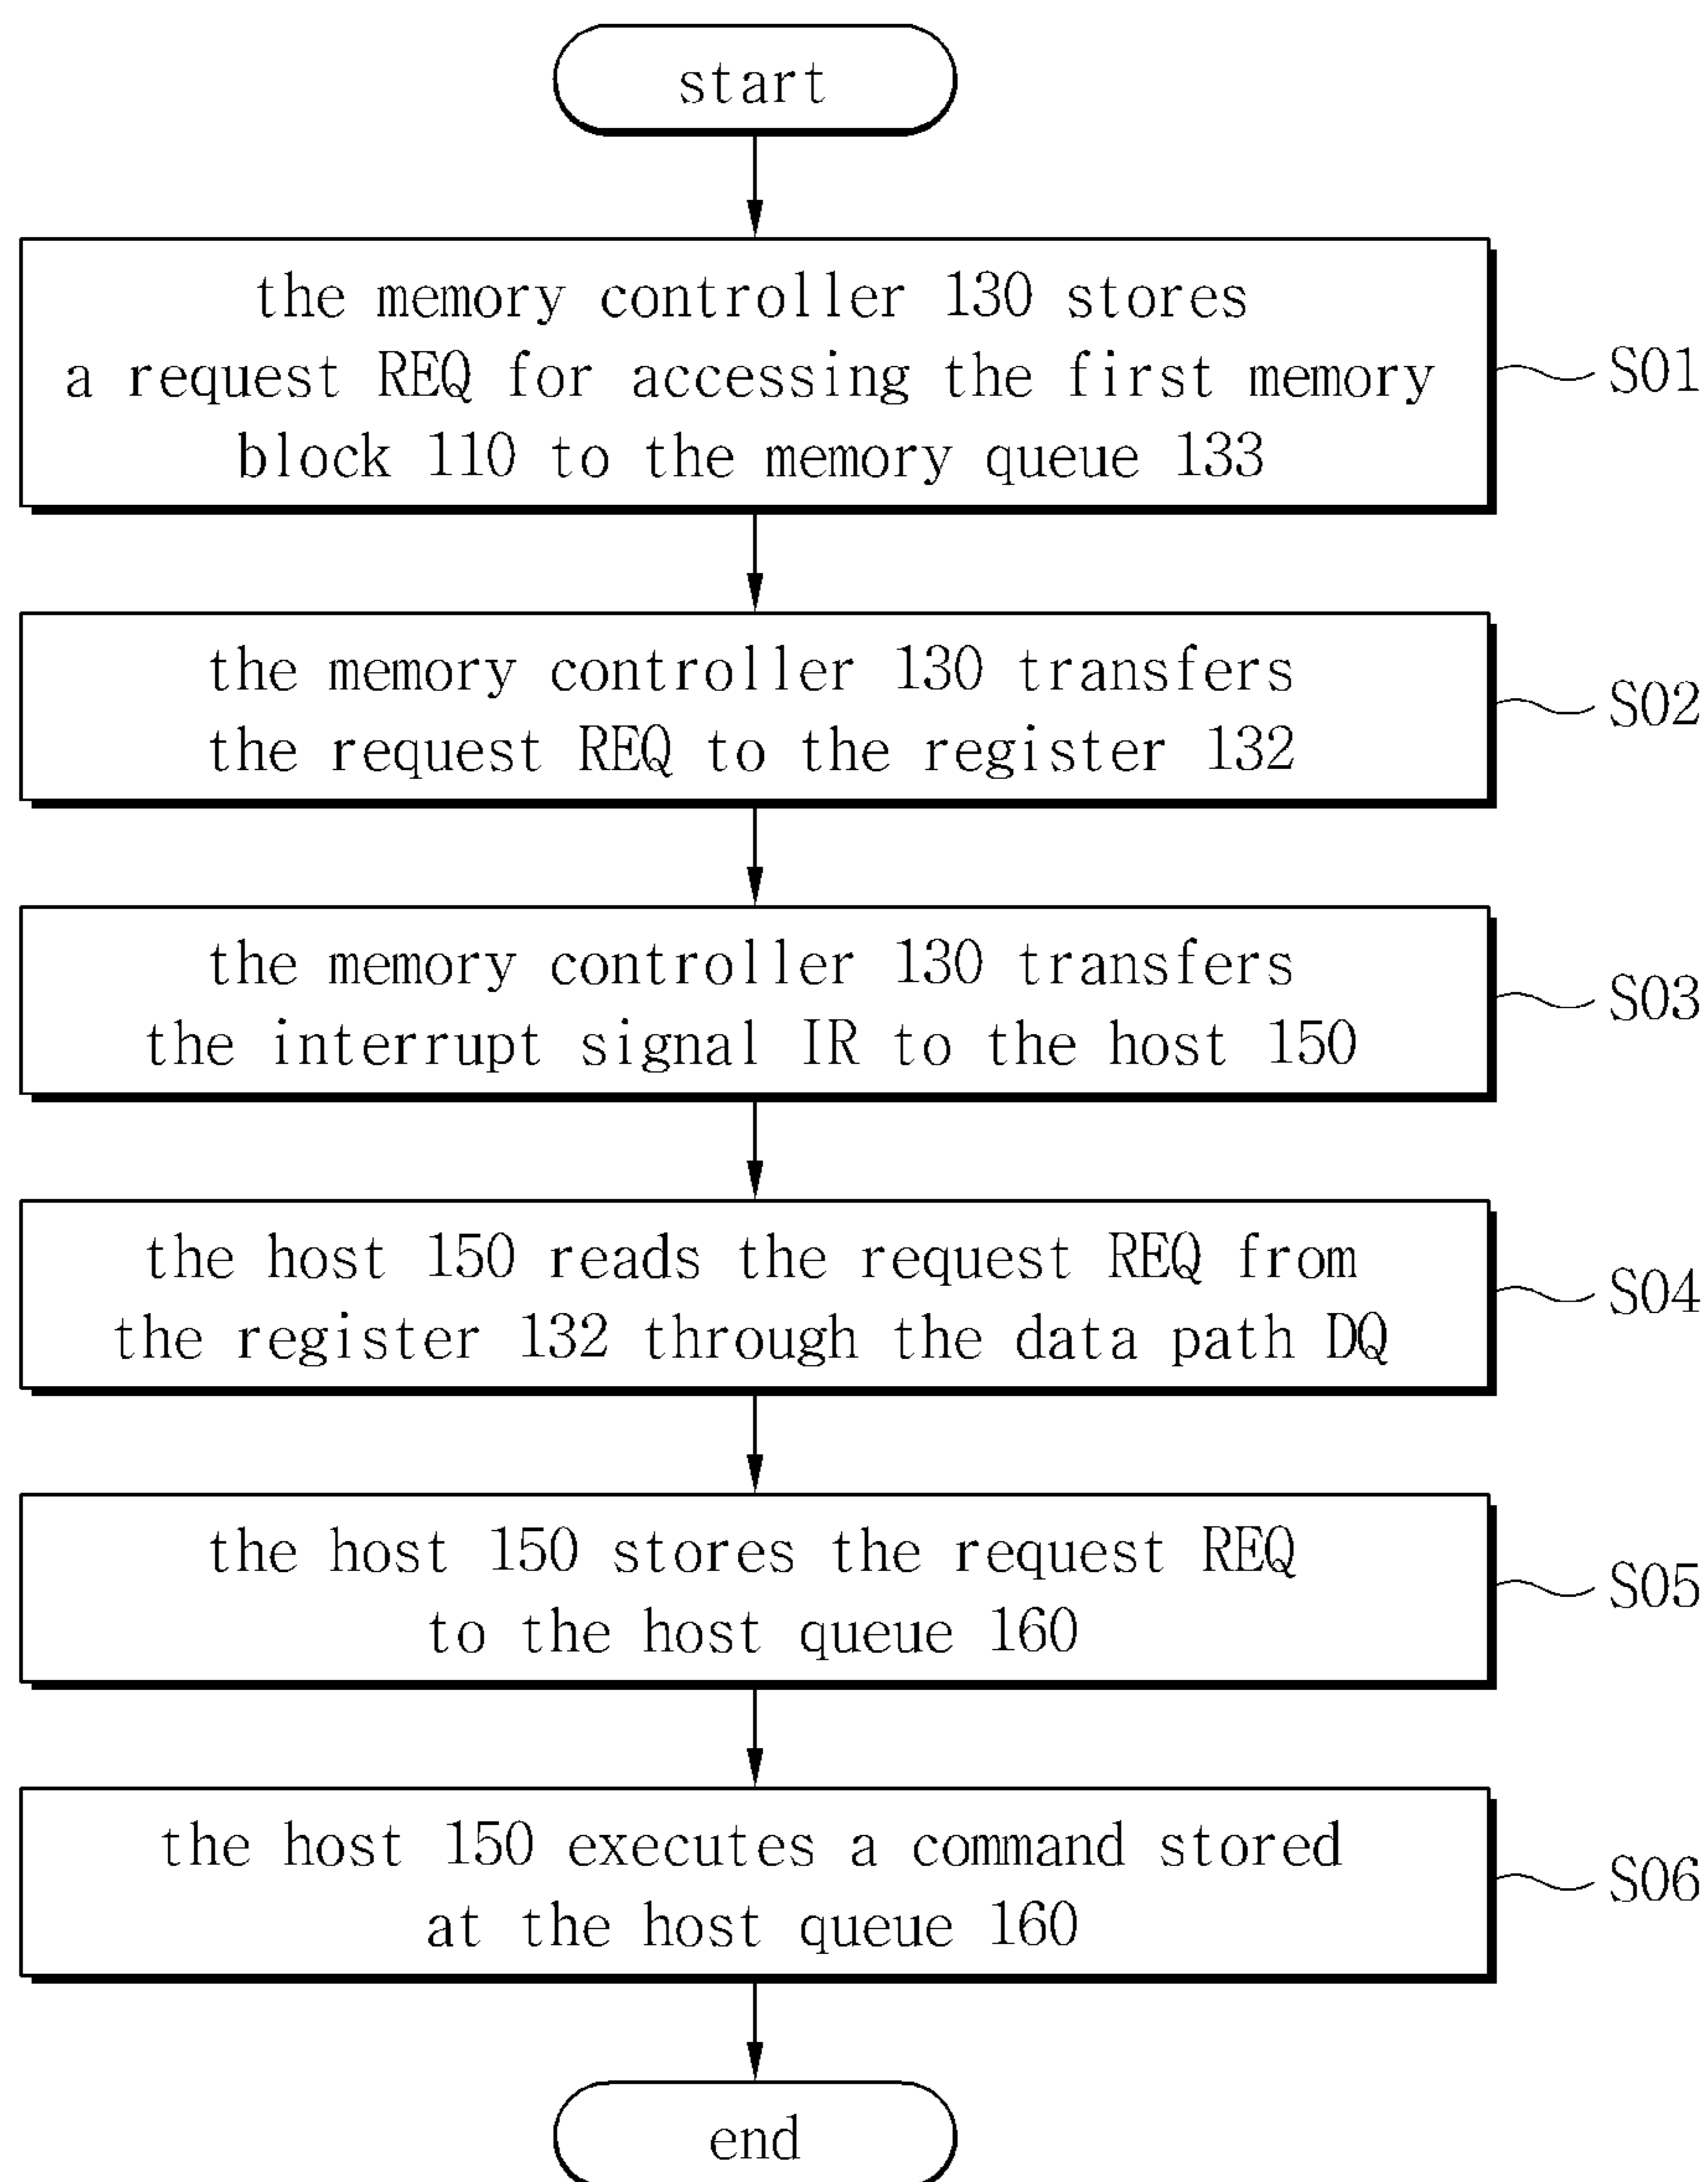 start
the memory controller 130 stores
a request REQ for accessing the first memory
block 110 to the memory queue 133
S01
the memory controller 130 transfers
the request REQ to the register 132
S02
the memory controller 130 transfers
the interrupt signal IR to the host 150
S03
the host 150 reads the request REQ from
the register 132 through the data path DQ
S04
the host 150 stores the request REQ
to the host queue 160
S05
the host 150 executes a command stored
at the host queue 160
S06
end